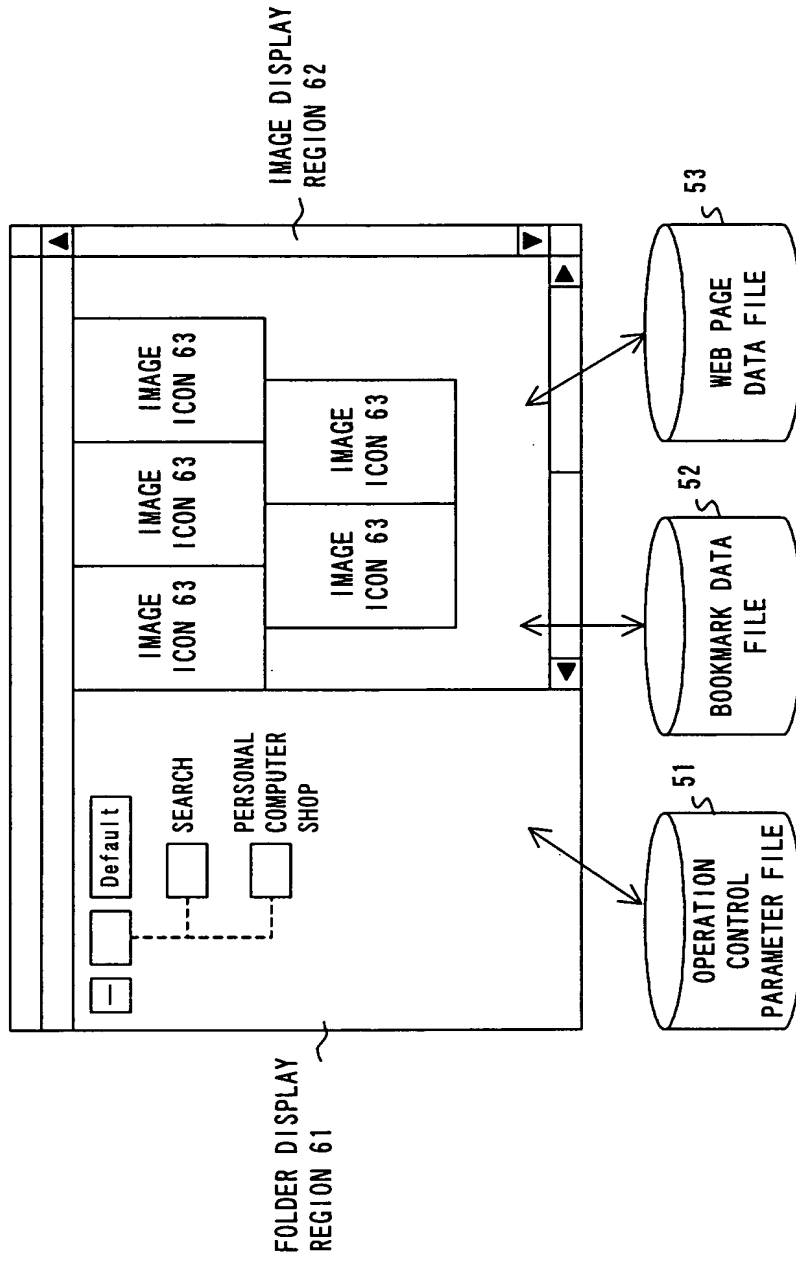 FOLDER DISPLAY
REGION 61
IMAGE DISPLAY
REGION 62
Default
SEARCH
PERSONAL
COMPUTER
SHOP
IMAGE
ICON 63
IMAGE
ICON 63
IMAGE
ICON 63
IMAGE
ICON 63
IMAGE
ICON 63
51
OPERATION
CONTROL
PARAMETER FILE
52
BOOKMARK DATA
FILE
53
WEB PAGE
DATA FILE